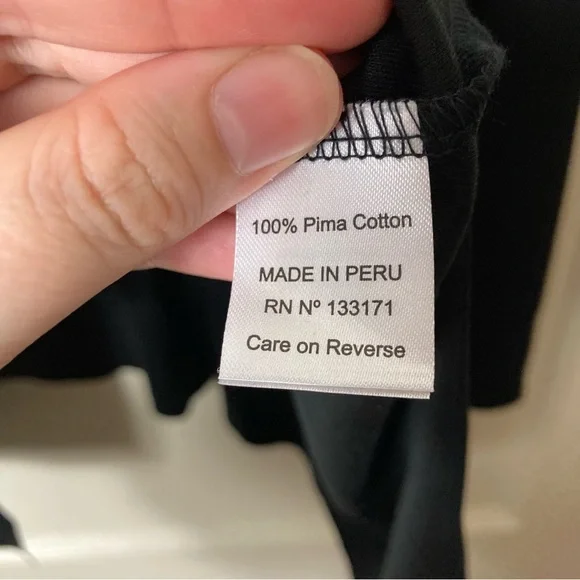 100% Pima Cotton
MADE IN PERU
RN Nº 133171
Care on Reverse